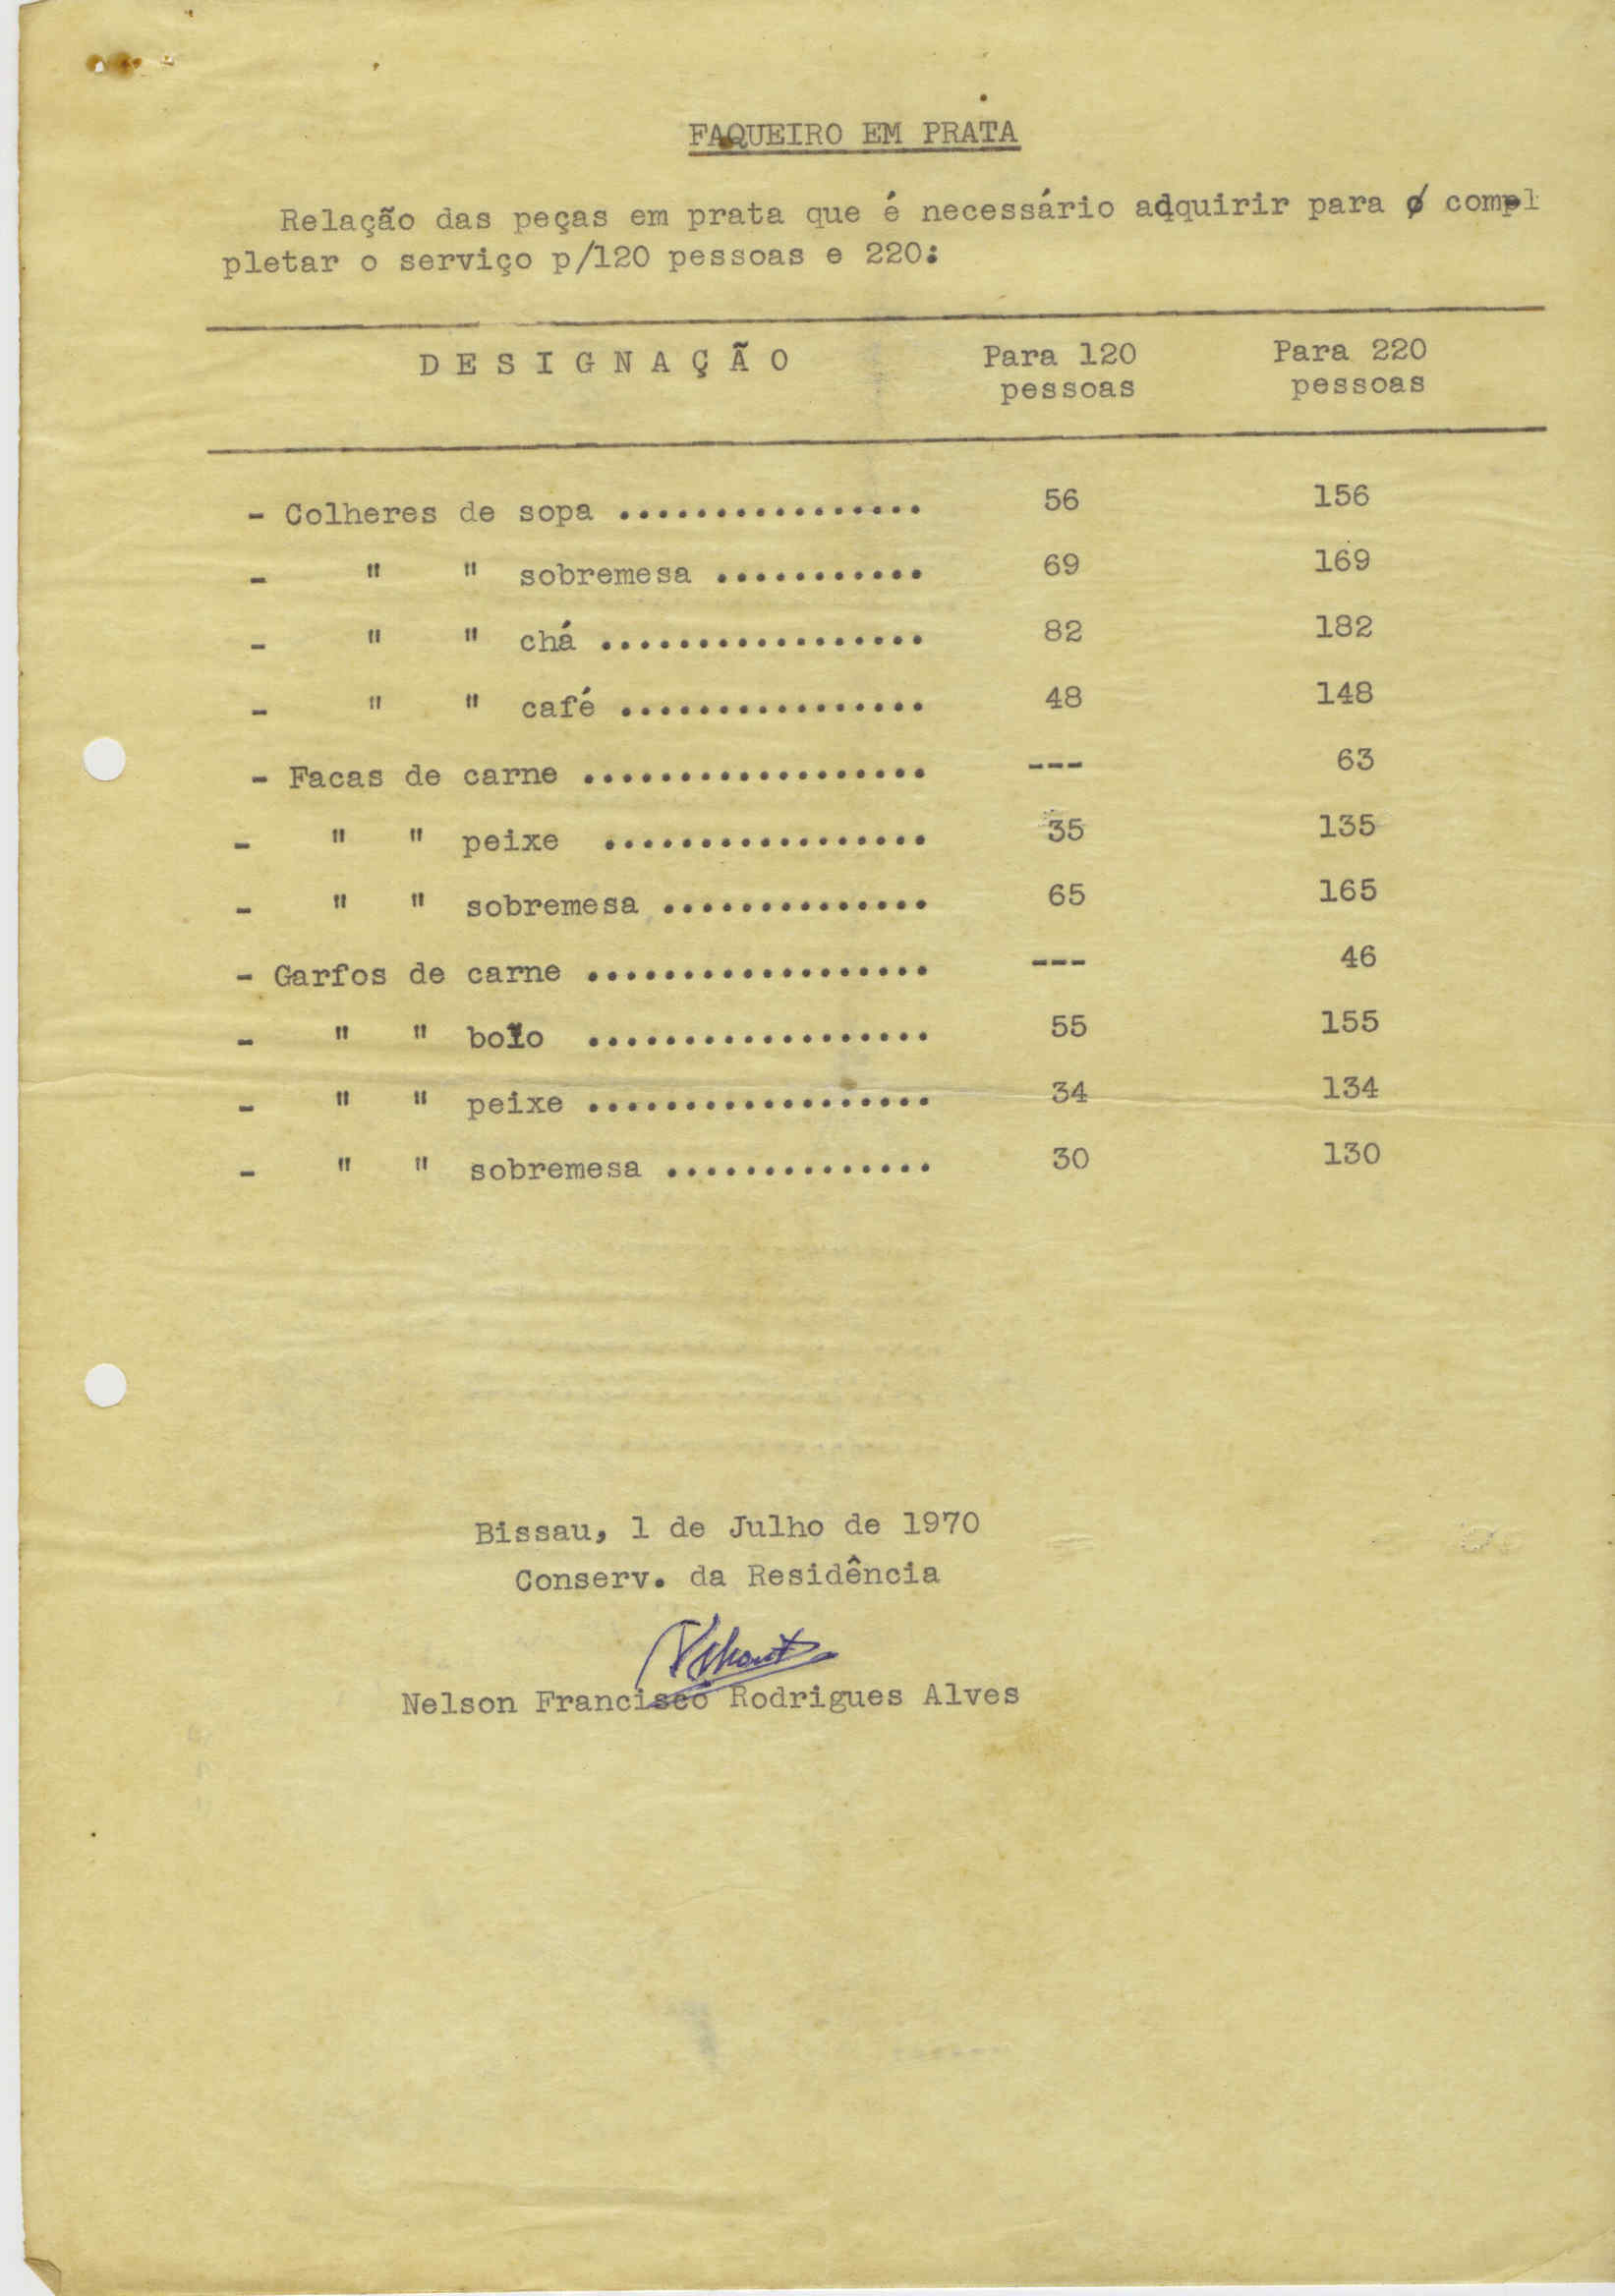 FAQUEIRO EM PRATA
Relação das peças em prata que é necessário adquirir para ø compl
pletar o serviço p/120 pessoas e 220:
D E S I G N A Ç Ã O Para 120 Para 220
pessoas pessoas
- Colheres de sopa ................ 56 156
- " " sobremesa ........... 69 169
- " " chá ................. 82 182
- " " café ................ 48 148
- Facas de carne .................. --- 63
- " " peixe ................. 35 135
- " " sobremesa .............. 65 165
- Garfos de carne .................. --- 46
- " " bolo .................. 55 155
- " " peixe .................. 34 134
- " " sobremesa .............. 30 130
Bissau, 1 de Julho de 1970
Conserv. da Residência
Nelson Francisco Rodrigues Alves